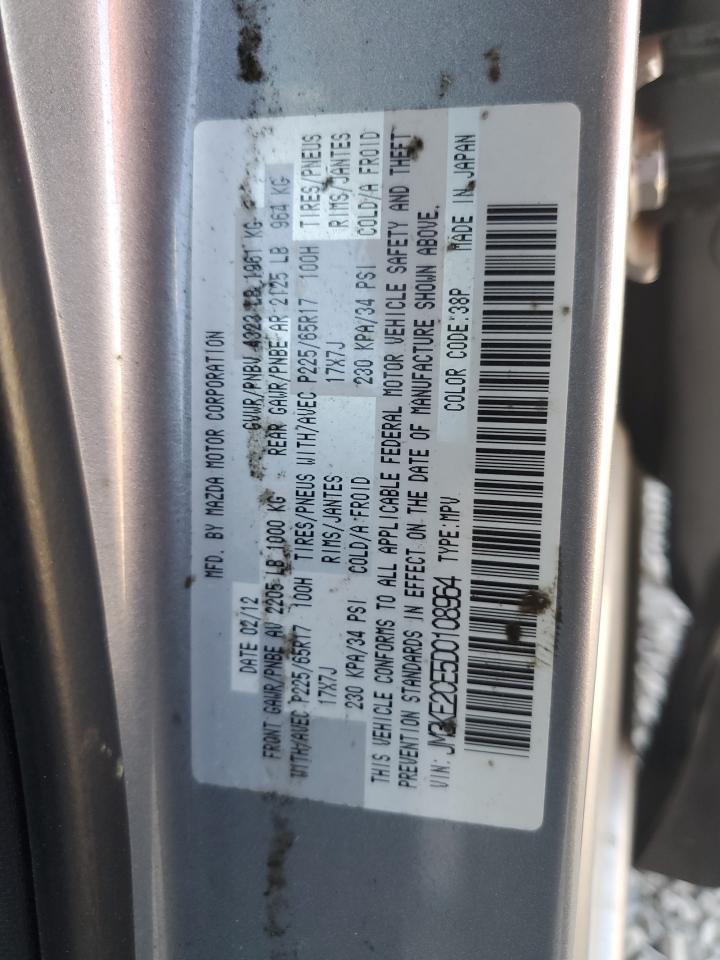 MFD. BY MAZDA MOTOR CORPORATION
DATE 02/12 GVWR/PNBV 4323 LB 1961 KG
FRONT GAWR/PNBE AV 2205 LB 1000 KG REAR GAWR/PNBE AR 2125 LB 964 KG
WITH/AVEC P225/65R17 100H TIRES/PNEUS WITH/AVEC P225/65R17 100H TIRES/PNEUS
17X7J RIMS/JANTES 17X7J RIMS/JANTES
230 KPA/34 PSI COLD/A FROID 230 KPA/34 PSI COLD/A FROID
THIS VEHICLE CONFORMS TO ALL APPLICABLE FEDERAL MOTOR VEHICLE SAFETY AND THEFT
PREVENTION STANDARDS IN EFFECT ON THE DATE OF MANUFACTURE SHOWN ABOVE.
VIN: JM3KE2DE5D0108964 TYPE:MPV COLOR CODE:38P MADE IN JAPAN